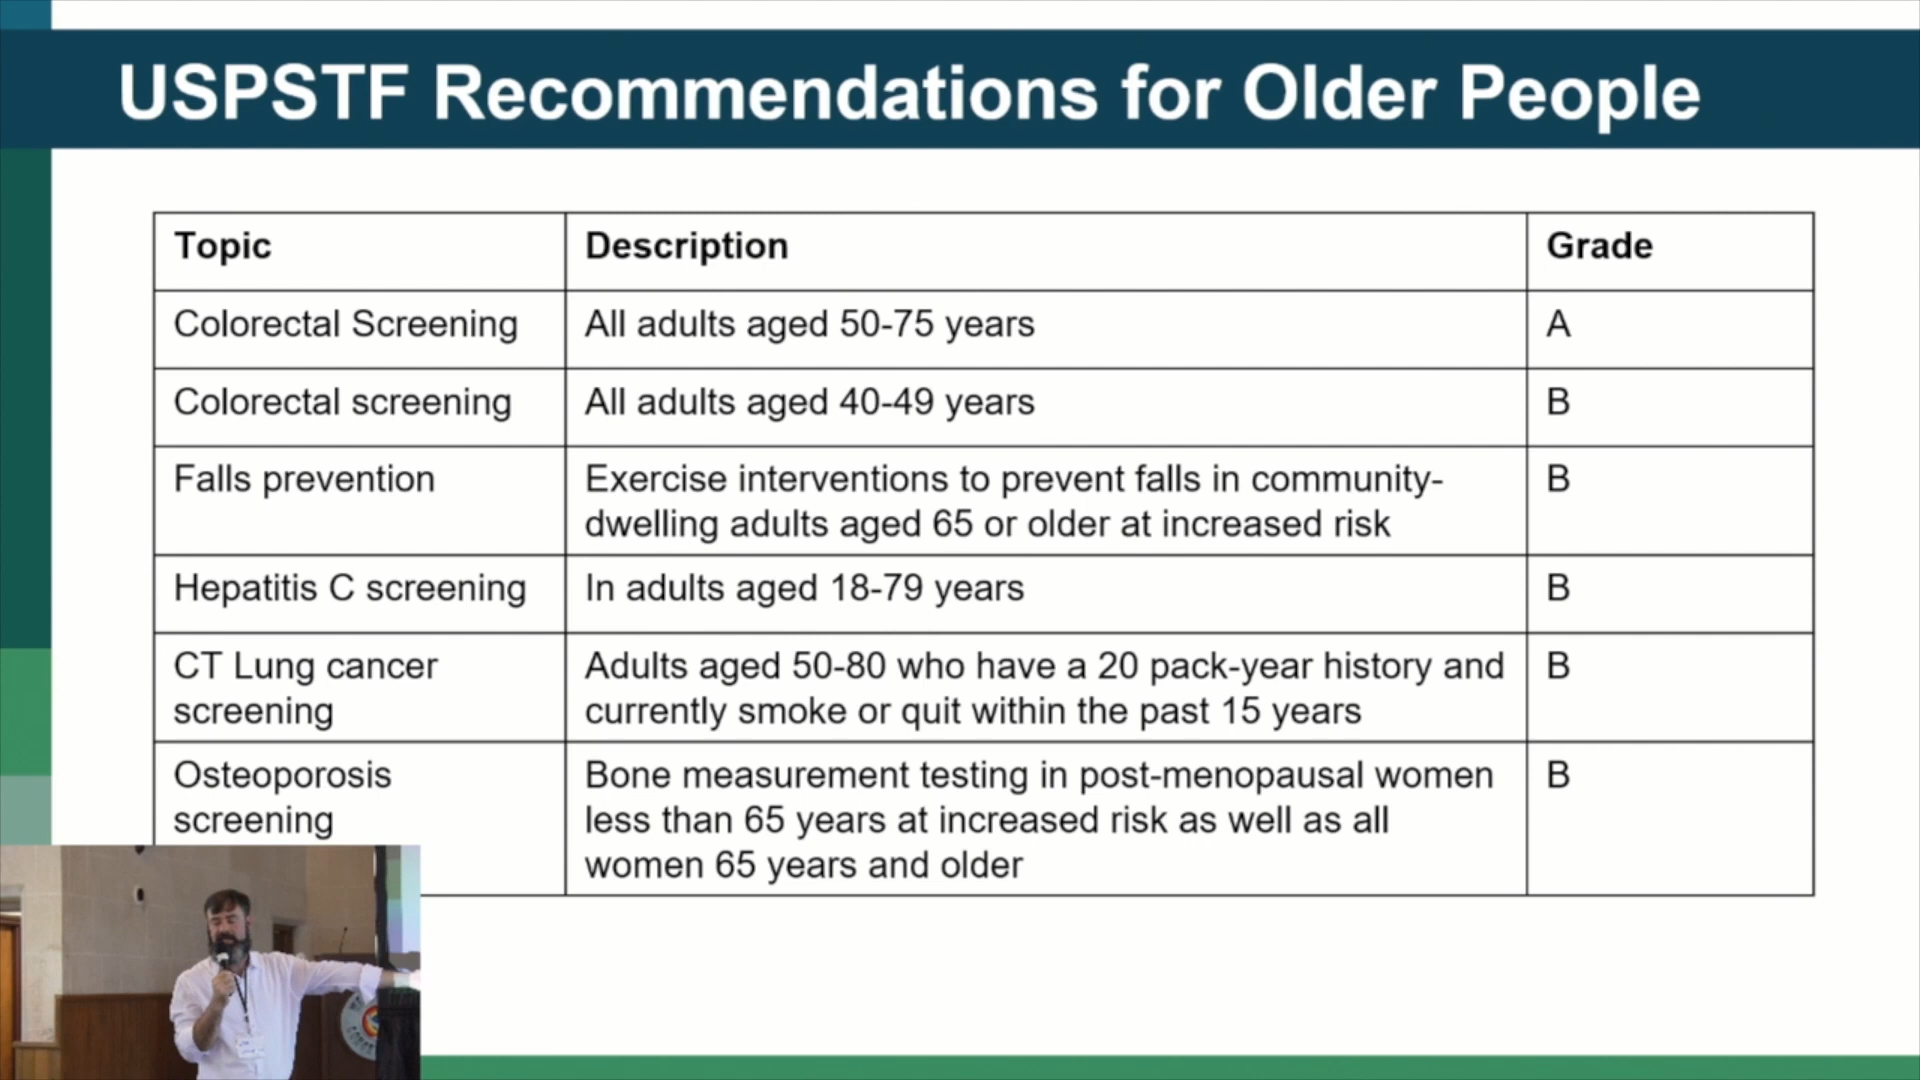 USPSTF Recommendations for Older People
Topic Description Grade
Colorectal Screening All adults aged 50-75 years A
Colorectal screening All adults aged 40-49 years B
Falls prevention Exercise interventions to prevent falls in community- B
dwelling adults aged 65 or older at increased risk
Hepatitis C screening In adults aged 18-79 years B
CT Lung cancer Adults aged 50-80 who have a 20 pack-year history and B
screening currently smoke or quit within the past 15 years
Osteoporosis Bone measurement testing in post-menopausal women B
screening less than 65 years at increased risk as well as all
women 65 years and older